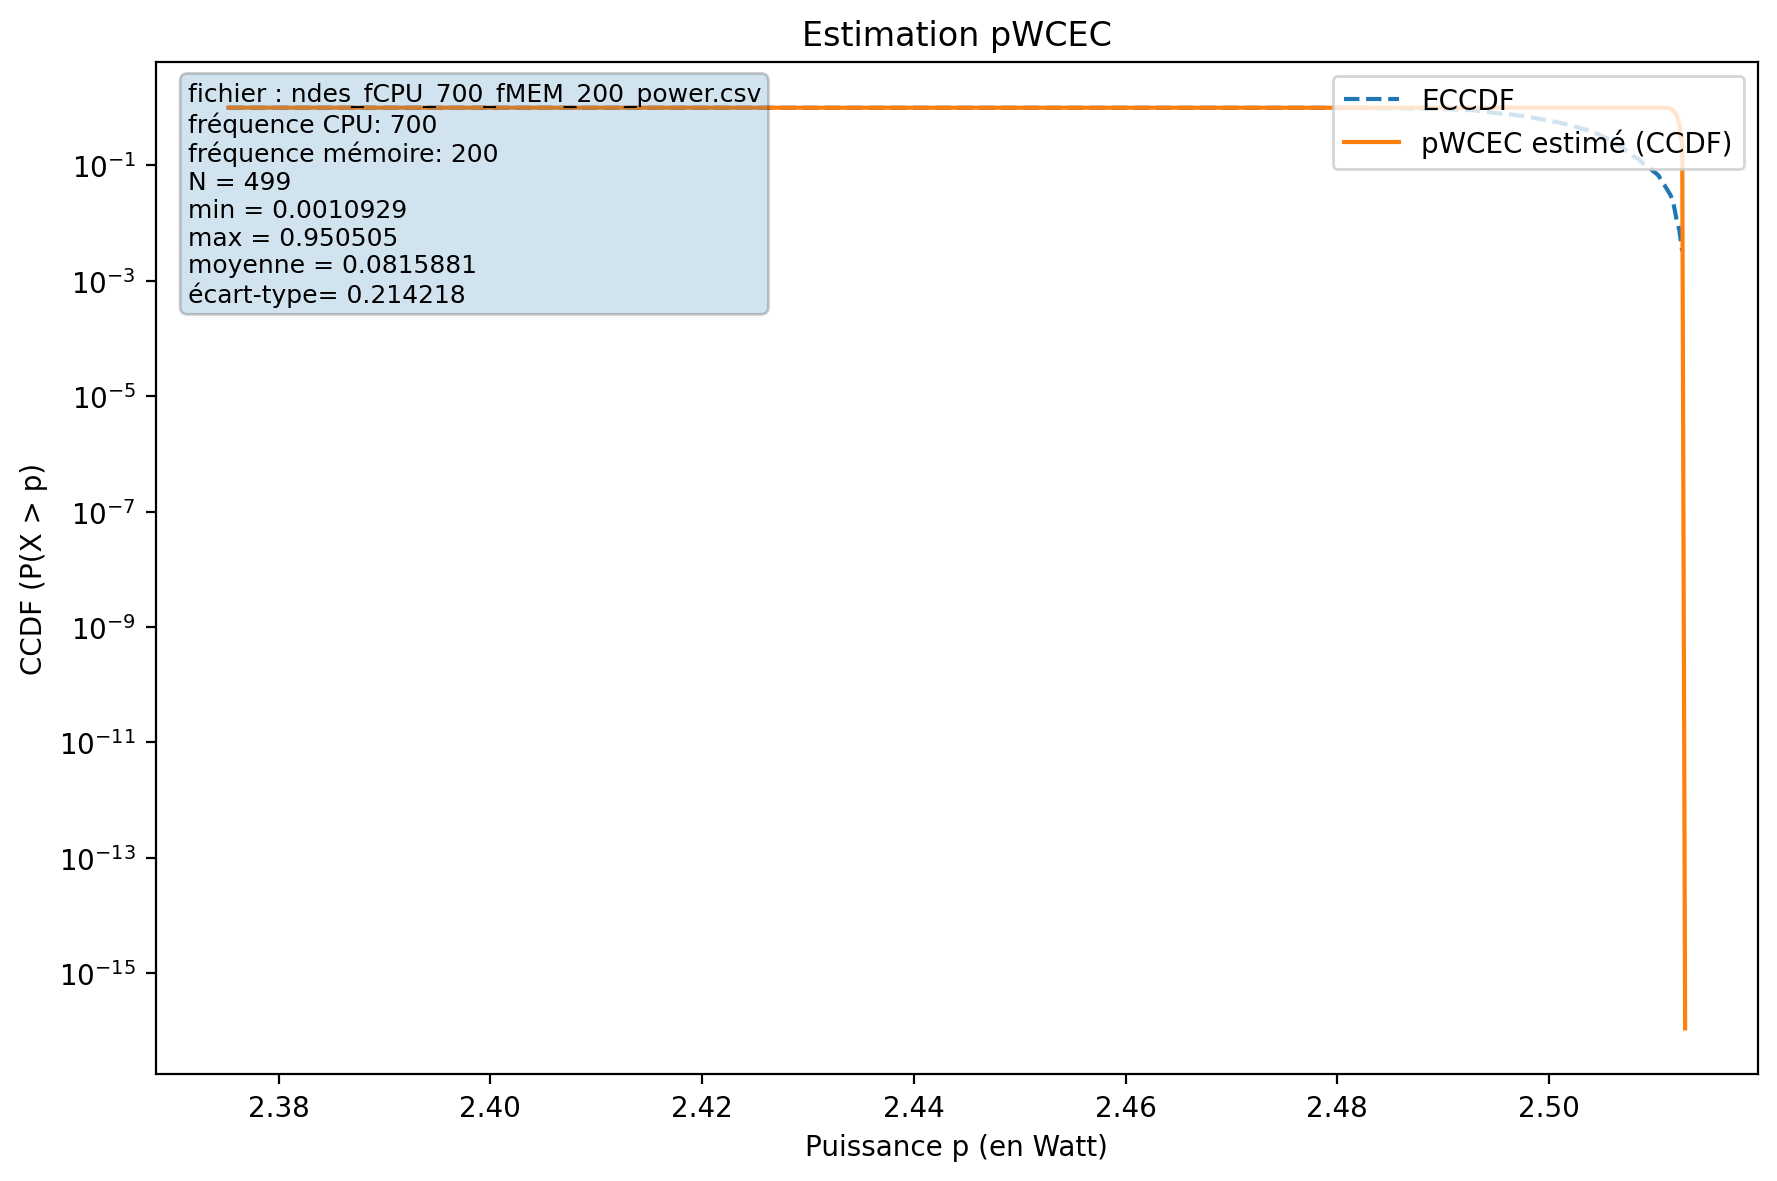 Estimation pWCEC
fichier : ndes_fCPU_700_fMEM_200_power.csv
fréquence CPU: 700
fréquence mémoire: 200
N = 499
min = 0.0010929
max = 0.950505
moyenne = 0.0815881
écart-type= 0.214218
ECCDF
pWCEC estimé (CCDF)
CCDF (P(X > p)
10⁻¹
10⁻³
10⁻⁵
10⁻⁷
10⁻⁹
10⁻¹¹
10⁻¹³
10⁻¹⁵
2.38 2.40 2.42 2.44 2.46 2.48 2.50
Puissance p (en Watt)